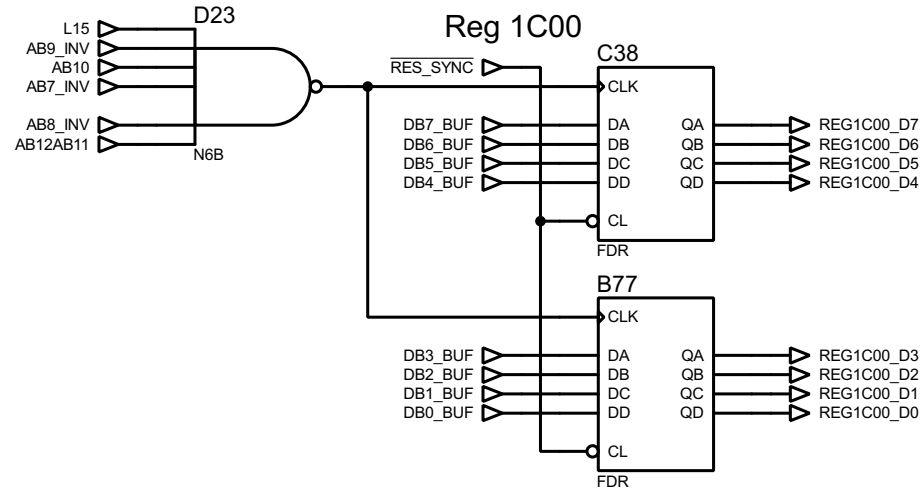 D23
Reg 1C00
L15
AB9_INV
AB10
AB7_INV
AB8_INV
AB12AB11
N6B
RES_SYNC
C38
CLK
DB7_BUF DA QA REG1C00_D7
DB6_BUF DB QB REG1C00_D6
DB5_BUF DC QC REG1C00_D5
DB4_BUF DD QD REG1C00_D4
CL
FDR
B77
CLK
DB3_BUF DA QA REG1C00_D3
DB2_BUF DB QB REG1C00_D2
DB1_BUF DC QC REG1C00_D1
DB0_BUF DD QD REG1C00_D0
CL
FDR